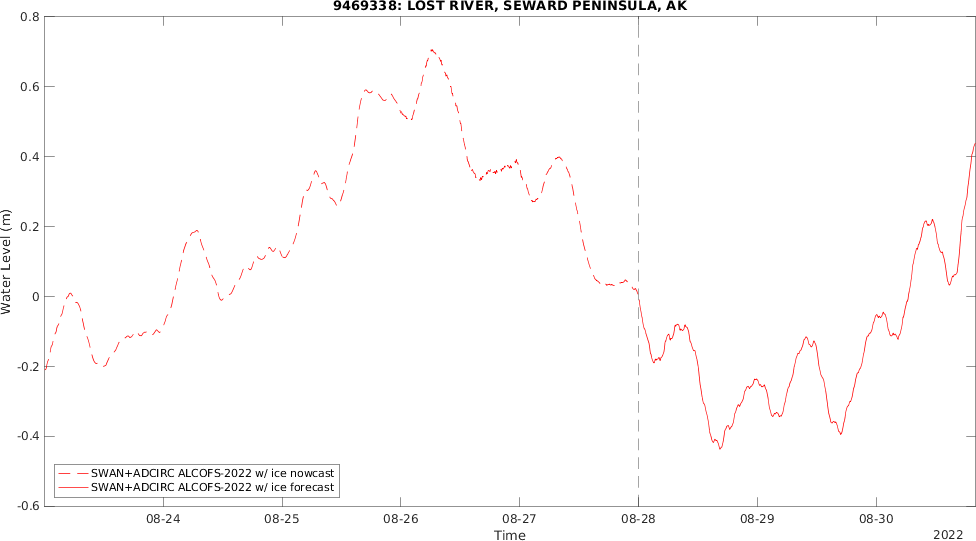 9469338: LOST RIVER, SEWARD PENINSULA, AK
0.8
0.6
0.4
0.2
0
-0.2
-0.4
-0.6
Water Level (m)
SWAN+ADCIRC ALCOFS-2022 w/ ice nowcast
SWAN+ADCIRC ALCOFS-2022 w/ ice forecast
08-24 08-25 08-26 08-27 08-28 08-29 08-30
Time
2022